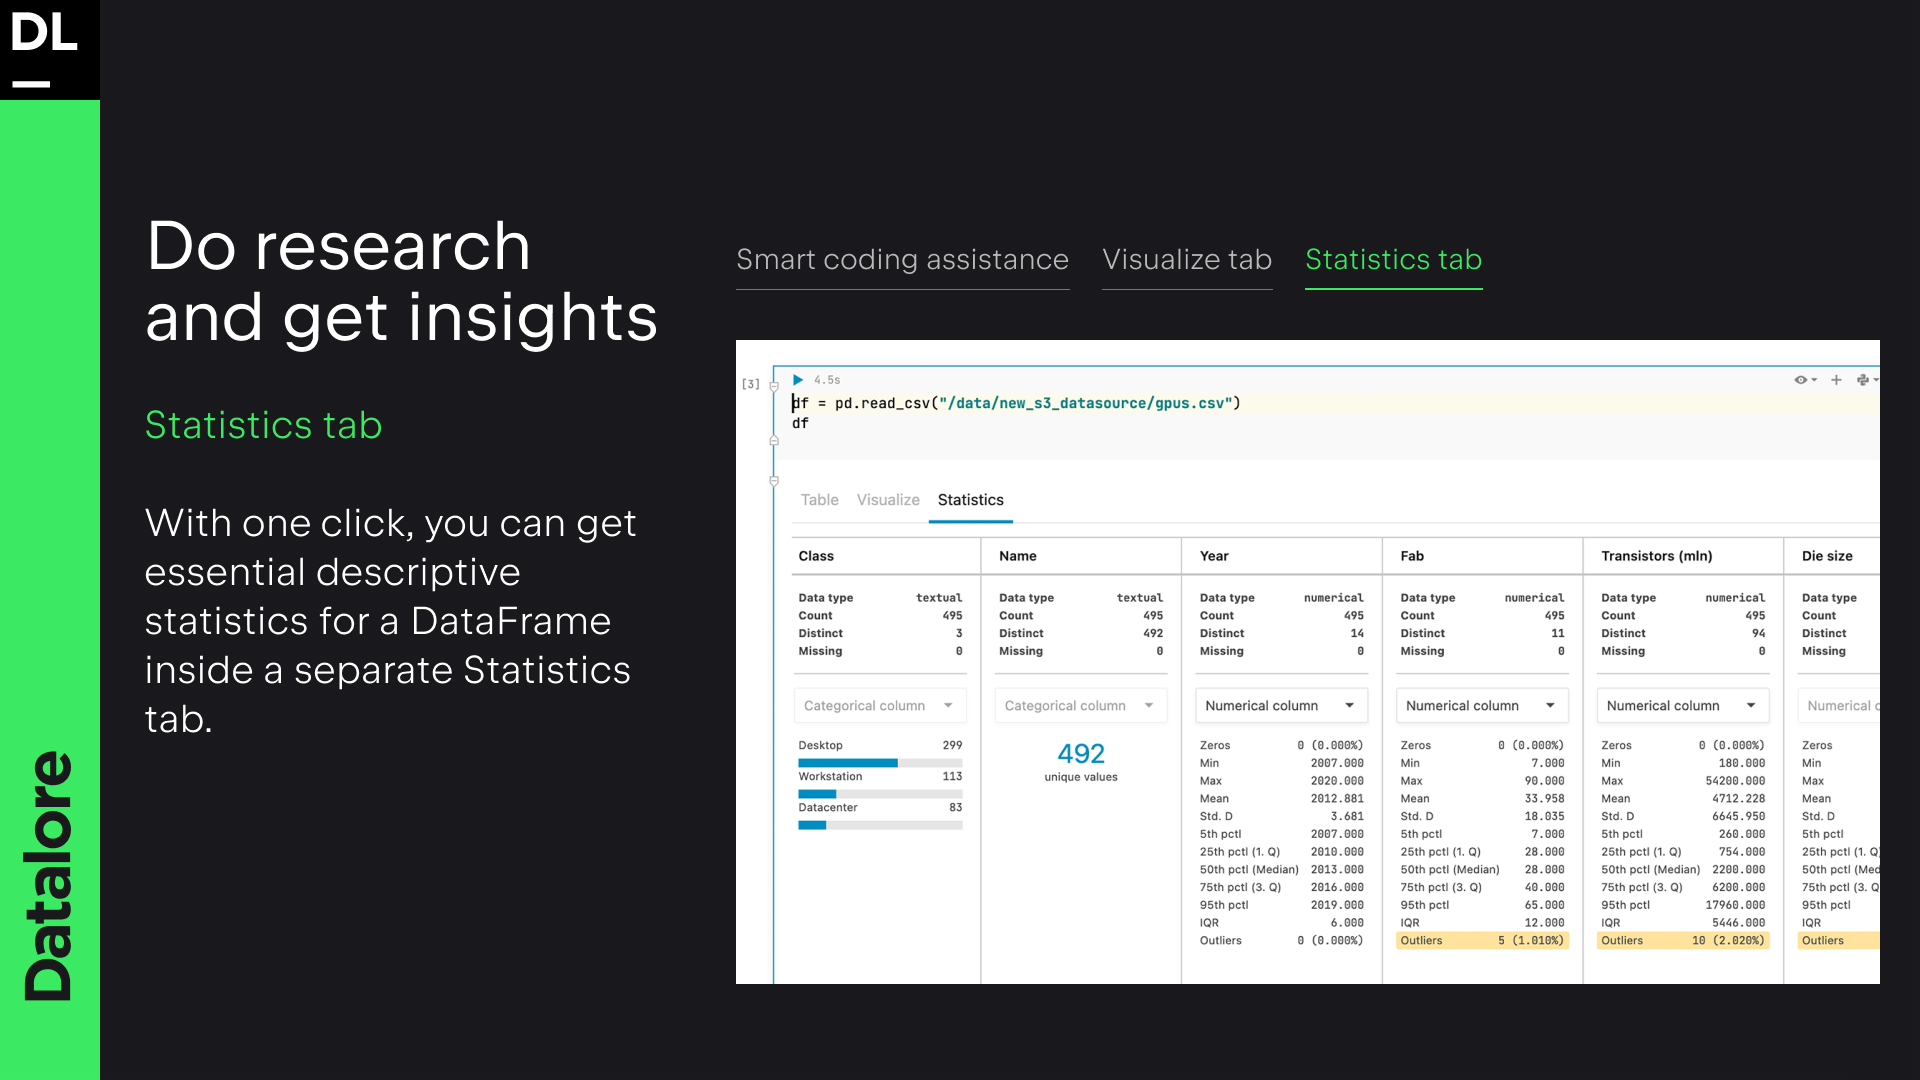 DL
Datalore
Do research
and get insights
Statistics tab
With one click, you can get
essential descriptive
statistics for a DataFrame
inside a separate Statistics
tab.
Smart coding assistance Visualize tab Statistics tab
[3] 4.5s
df = pd.read_csv("/data/new_s3_datasource/gpus.csv")
df
Table Visualize Statistics
Class Name Year Fab Transistors (mln) Die size
Data type textual Data type textual Data type numerical Data type numerical Data type numerical Data type
Count 495 Count 495 Count 495 Count 495 Count 495 Count
Distinct 3 Distinct 492 Distinct 14 Distinct 11 Distinct 94 Distinct
Missing 0 Missing 0 Missing 0 Missing 0 Missing 0 Missing
Categorical column Categorical column Numerical column Numerical column Numerical column Numerical c
Desktop 299
Workstation 113
Datacenter 83
492
unique values
Zeros 0 (0.000%) Zeros 0 (0.000%) Zeros 0 (0.000%) Zeros
Min 2007.000 Min 7.000 Min 180.000 Min
Max 2020.000 Max 90.000 Max 54200.000 Max
Mean 2012.881 Mean 33.958 Mean 4712.228 Mean
Std. D 3.681 Std. D 18.035 Std. D 6645.950 Std. D
5th pctl 2007.000 5th pctl 7.000 5th pctl 260.000 5th pctl
25th pctl (1. Q) 2010.000 25th pctl (1. Q) 28.000 25th pctl (1. Q) 754.000 25th pctl (1. Q)
50th pctl (Median) 2013.000 50th pctl (Median) 28.000 50th pctl (Median) 2200.000 50th pctl (Med
75th pctl (3. Q) 2016.000 75th pctl (3. Q) 40.000 75th pctl (3. Q) 6200.000 75th pctl (3. Q
95th pctl 2019.000 95th pctl 65.000 95th pctl 17960.000 95th pctl
IQR 6.000 IQR 12.000 IQR 5446.000 IQR
Outliers 0 (0.000%) Outliers 5 (1.010%) Outliers 10 (2.020%) Outliers